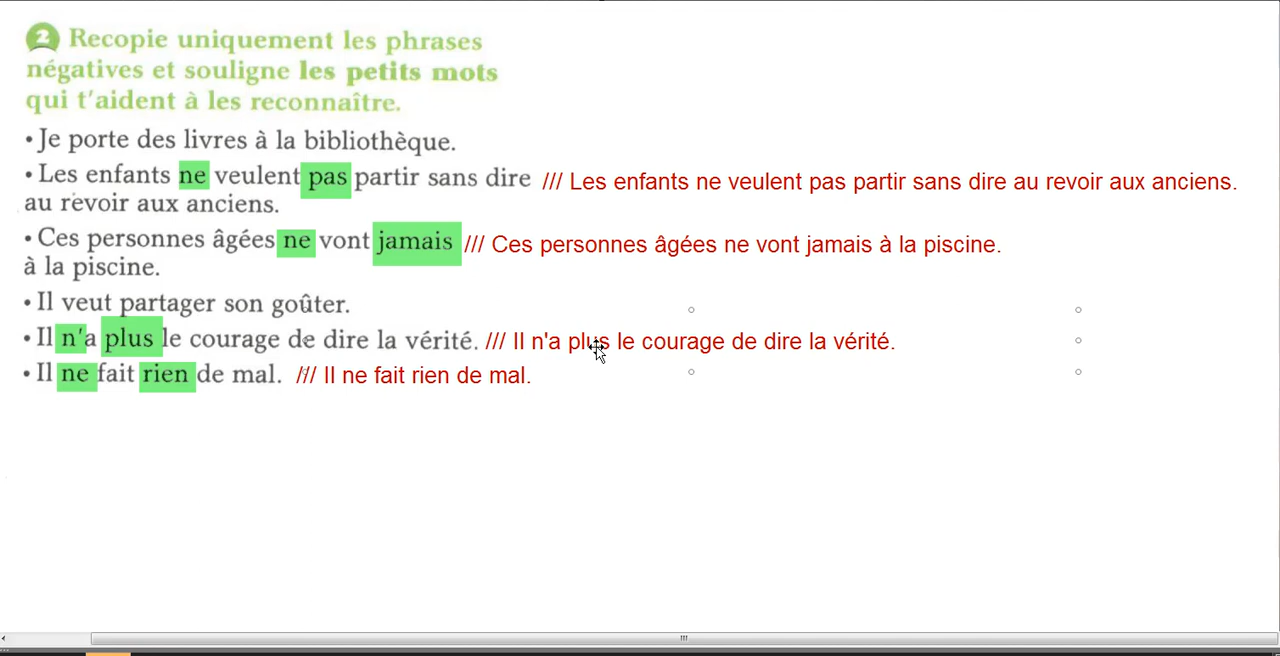 2 Recopie uniquement les phrases
négatives et souligne les petits mots
qui t'aident à les reconnaître.
• Je porte des livres à la bibliothèque.
• Les enfants ne veulent pas partir sans dire /// Les enfants ne veulent pas partir sans dire au revoir aux anciens.
au revoir aux anciens.
• Ces personnes âgées ne vont jamais /// Ces personnes âgées ne vont jamais à la piscine.
à la piscine.
• Il veut partager son goûter.
• Il n'a plus le courage de dire la vérité. /// Il n'a plus le courage de dire la vérité.
• Il ne fait rien de mal. /// Il ne fait rien de mal.